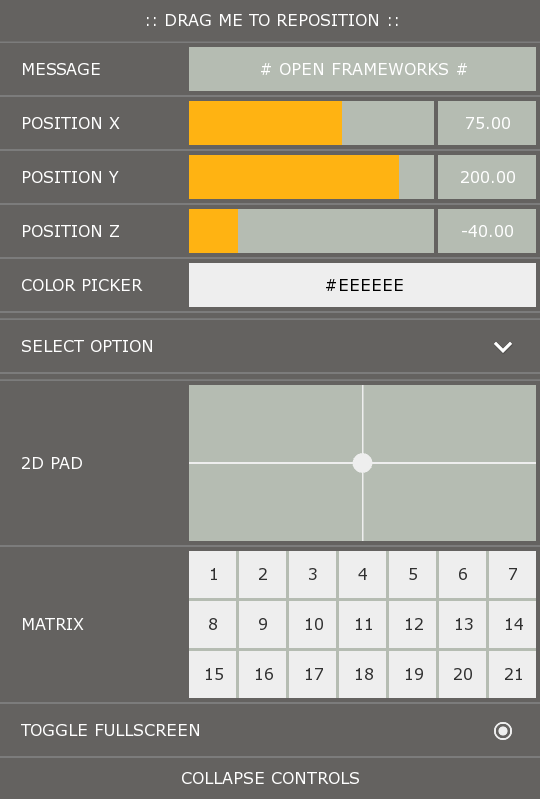 :: DRAG ME TO REPOSITION ::
MESSAGE # OPEN FRAMEWORKS #
POSITION X 75.00
POSITION Y 200.00
POSITION Z -40.00
COLOR PICKER #EEEEEE
SELECT OPTION
2D PAD
1 2 3 4 5 6 7
MATRIX 8 9 10 11 12 13 14
15 16 17 18 19 20 21
TOGGLE FULLSCREEN
COLLAPSE CONTROLS